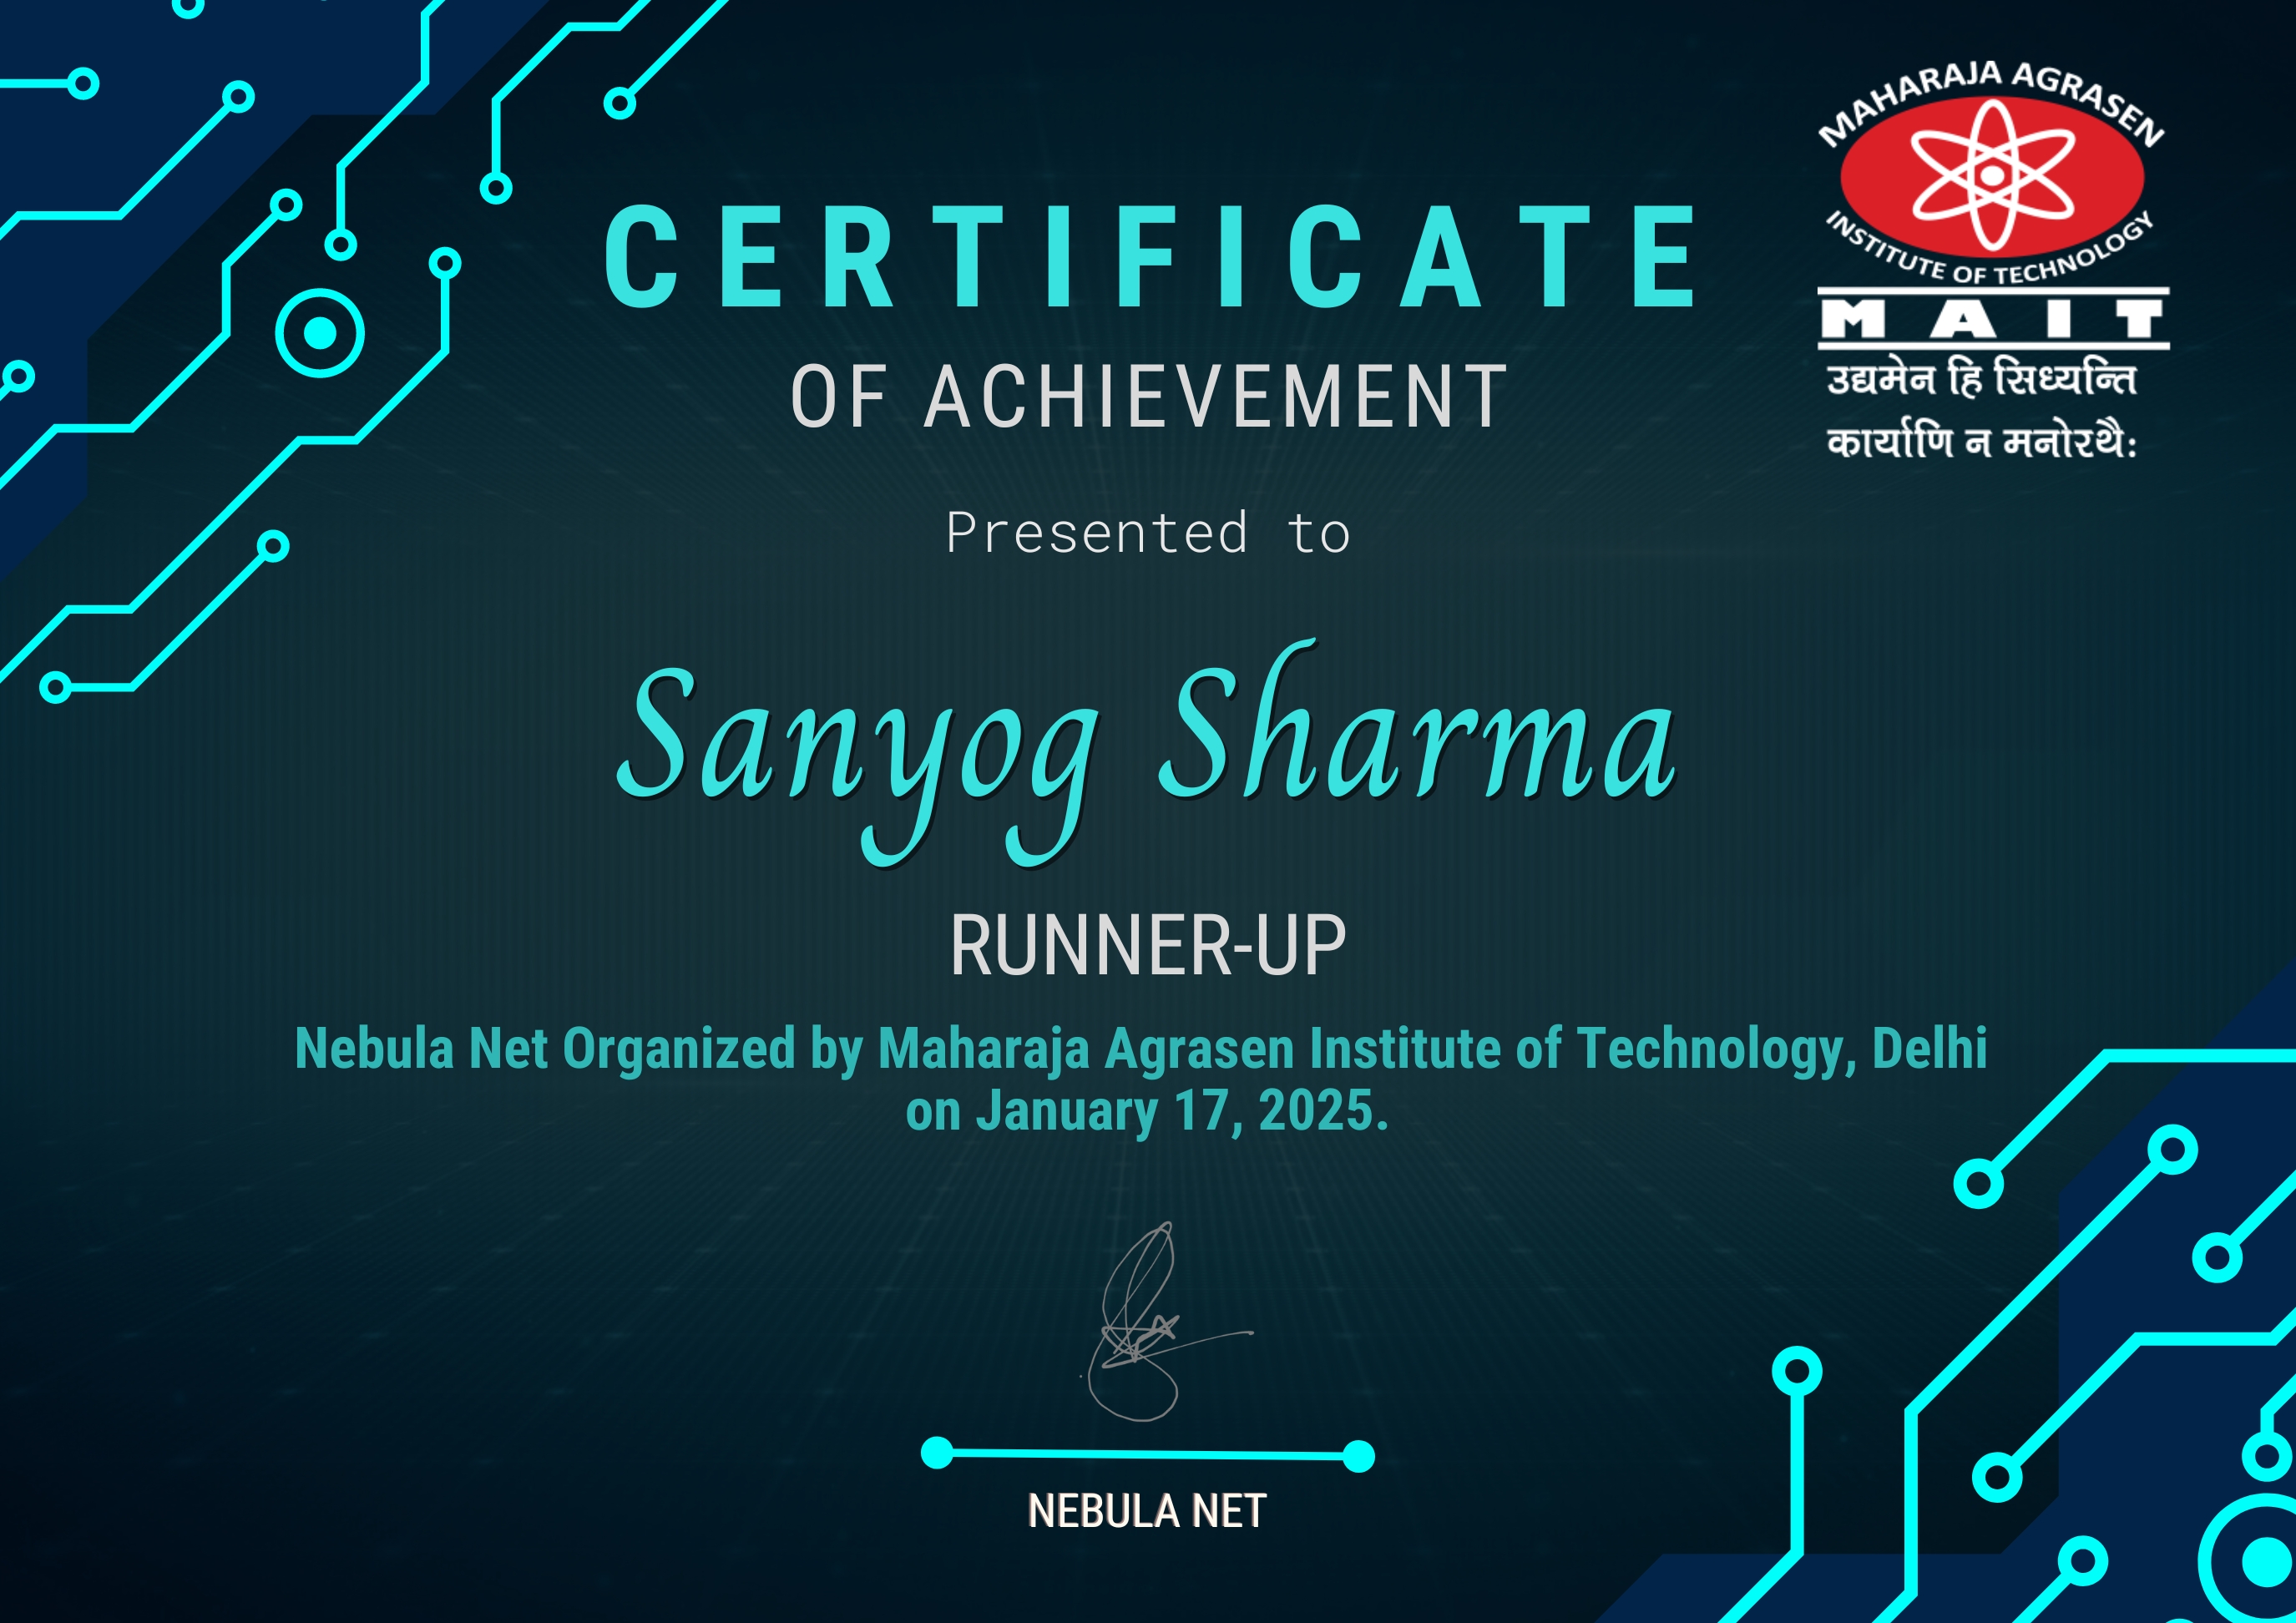 CERTIFICATE
OF ACHIEVEMENT
MAHARAJA AGRASEN
INSTITUTE OF TECHNOLOGY
MAIT
उद्यमेन हि सिध्यन्ति
कार्याणि न मनोरथैः
Presented to
Sanyog Sharma
RUNNER-UP
Nebula Net Organized by Maharaja Agrasen Institute of Technology, Delhi
on January 17, 2025.
NEBULA NET